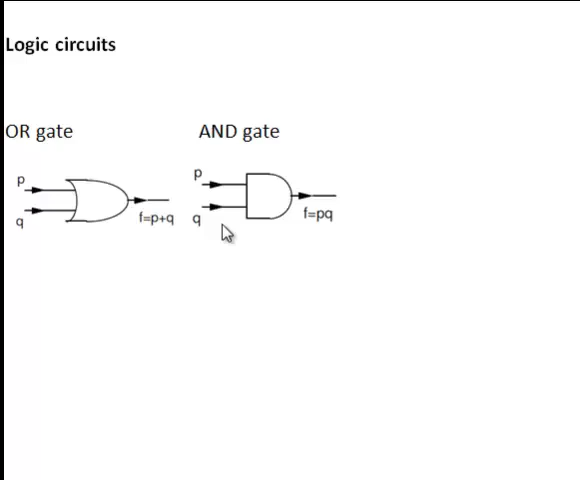 Logic circuits
OR gate
AND gate
p
q
f=p+q
p
q
f=pq